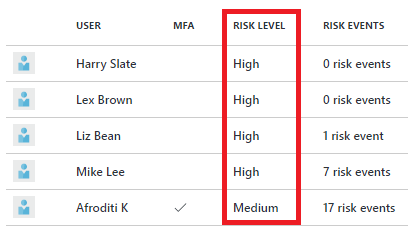 USER MFA RISK LEVEL RISK EVENTS
Harry Slate High 0 risk events
Lex Brown High 0 risk events
Liz Bean High 1 risk event
Mike Lee High 7 risk events
Afroditi K ✓ Medium 17 risk events